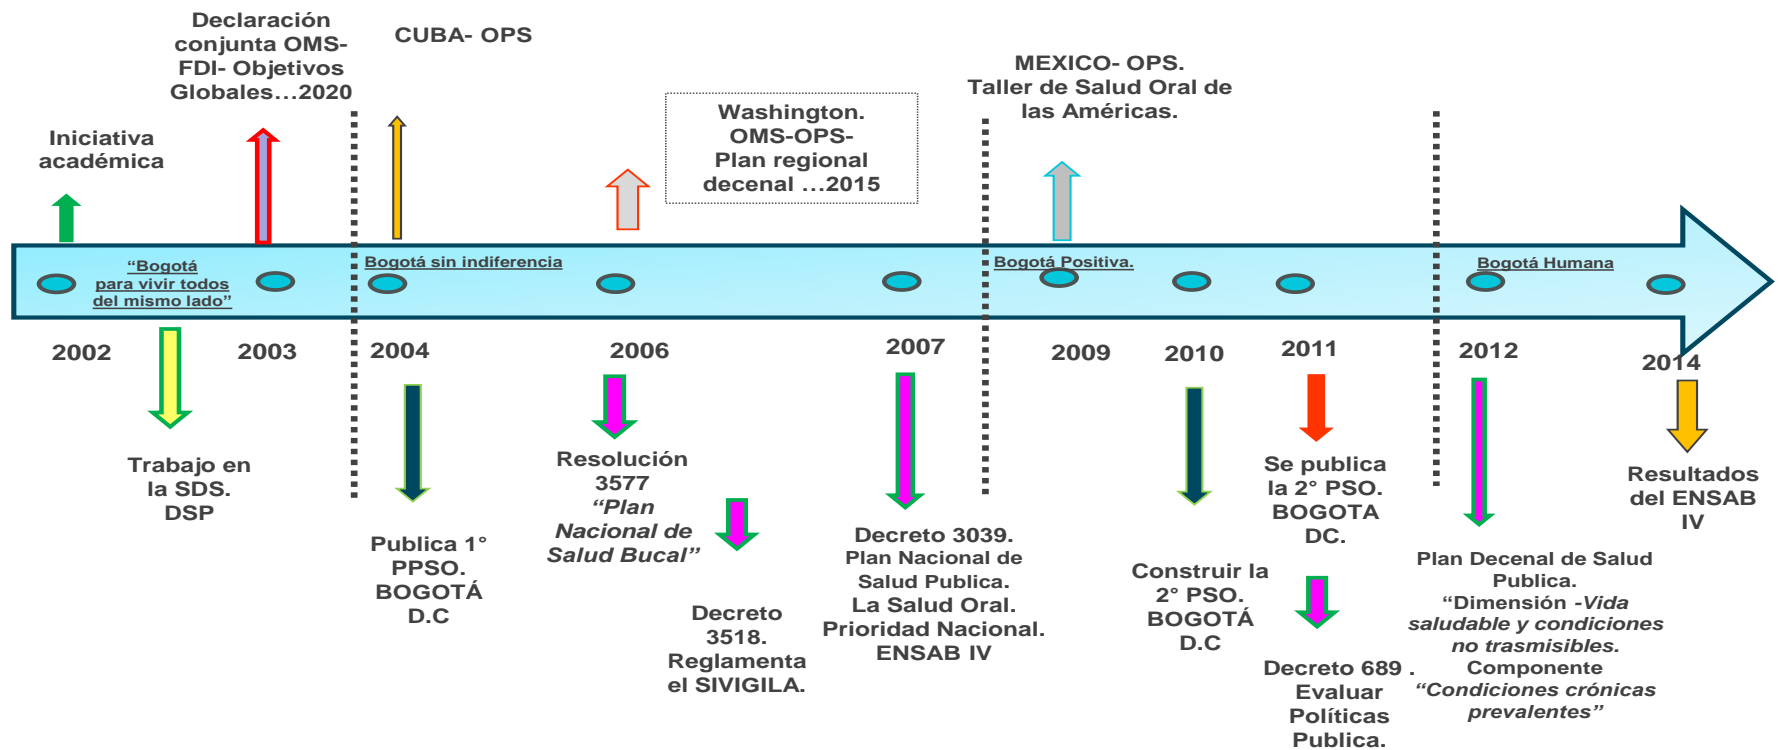 Declaración
conjunta OMS-
FDI- Objetivos
Globales…2020
CUBA- OPS
MEXICO- OPS.
Taller de Salud Oral de
las Américas.
Iniciativa
académica
Washington.
OMS-OPS-
Plan regional
decenal …2015
“Bogotá
para vivir todos
del mismo lado”
Bogotá sin indiferencia
Bogotá Positiva.
Bogotá Humana
2002
2003
2004
2006
2007
2009
2010
2011
2012
2014
Trabajo en
la SDS.
DSP
Publica 1°
PPSO.
BOGOTÁ
D.C
Resolución
3577
“Plan
Nacional de
Salud Bucal”
Decreto
3518.
Reglamenta
el SIVIGILA.
Decreto 3039.
Plan Nacional de
Salud Publica.
La Salud Oral.
Prioridad Nacional.
ENSAB IV
Construir la
2° PSO.
BOGOTÁ
D.C
Se publica
la 2° PSO.
BOGOTA
DC.
Decreto 689 .
Evaluar
Políticas
Publica.
Plan Decenal de Salud
Publica.
“Dimensión -Vida
saludable y condiciones
no trasmisibles.
Componente
“Condiciones crónicas
prevalentes”
Resultados
del ENSAB
IV